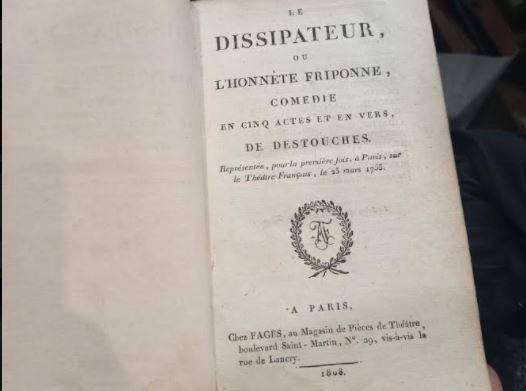 LE
DISSIPATEUR,
OU
L'HONNÊTE FRIPONNE,
COMEDIE
EN CINQ ACTES ET EN VERS,
DE DESTOUCHES.
Représentée, pour la première fois, à Paris, sur
le Théâtre Français, le 23 mars 1753.
A PARIS,
Chez FAGES, au Magasin de Pièces de Théâtre,
boulevard Saint-Martin, N°. 29, vis-à-vis la
rue de Lancry.
1808.